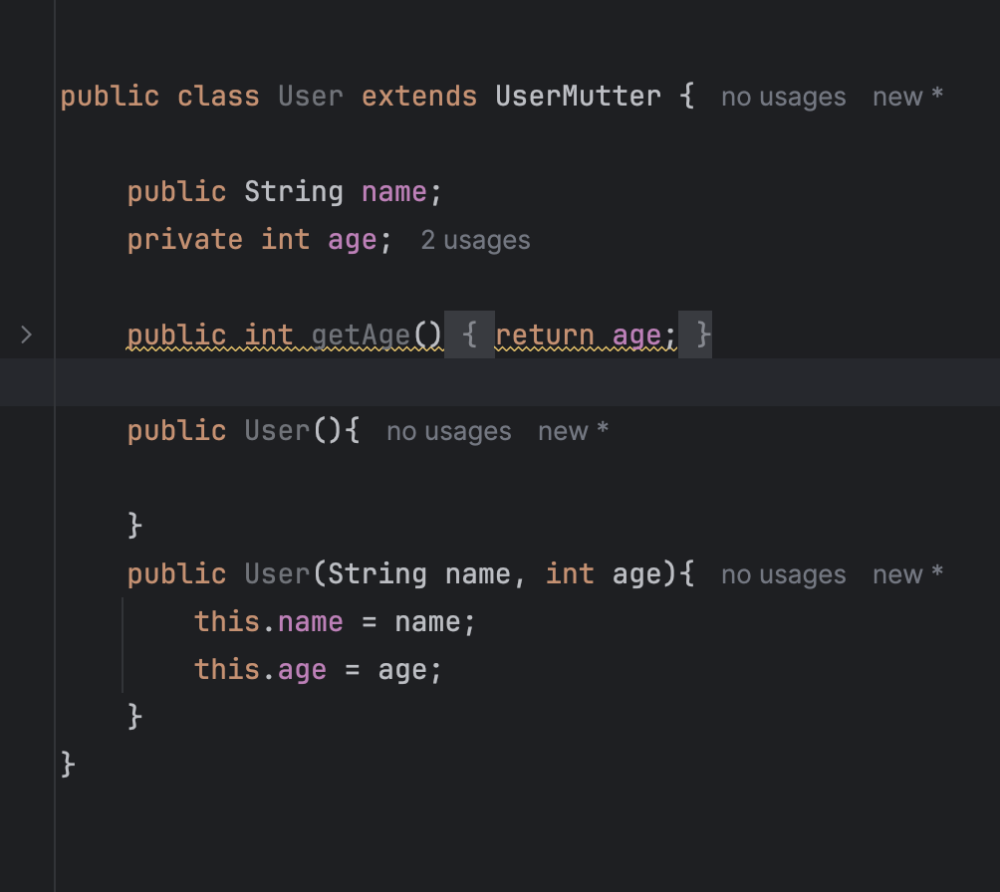 public class User extends UserMutter {  no usages  new *
public String name;
private int age;  2 usages
public int getAge() { return age; }
public User(){  no usages  new *
}
public User(String name, int age){  no usages  new *
this.name = name;
this.age = age;
}
}